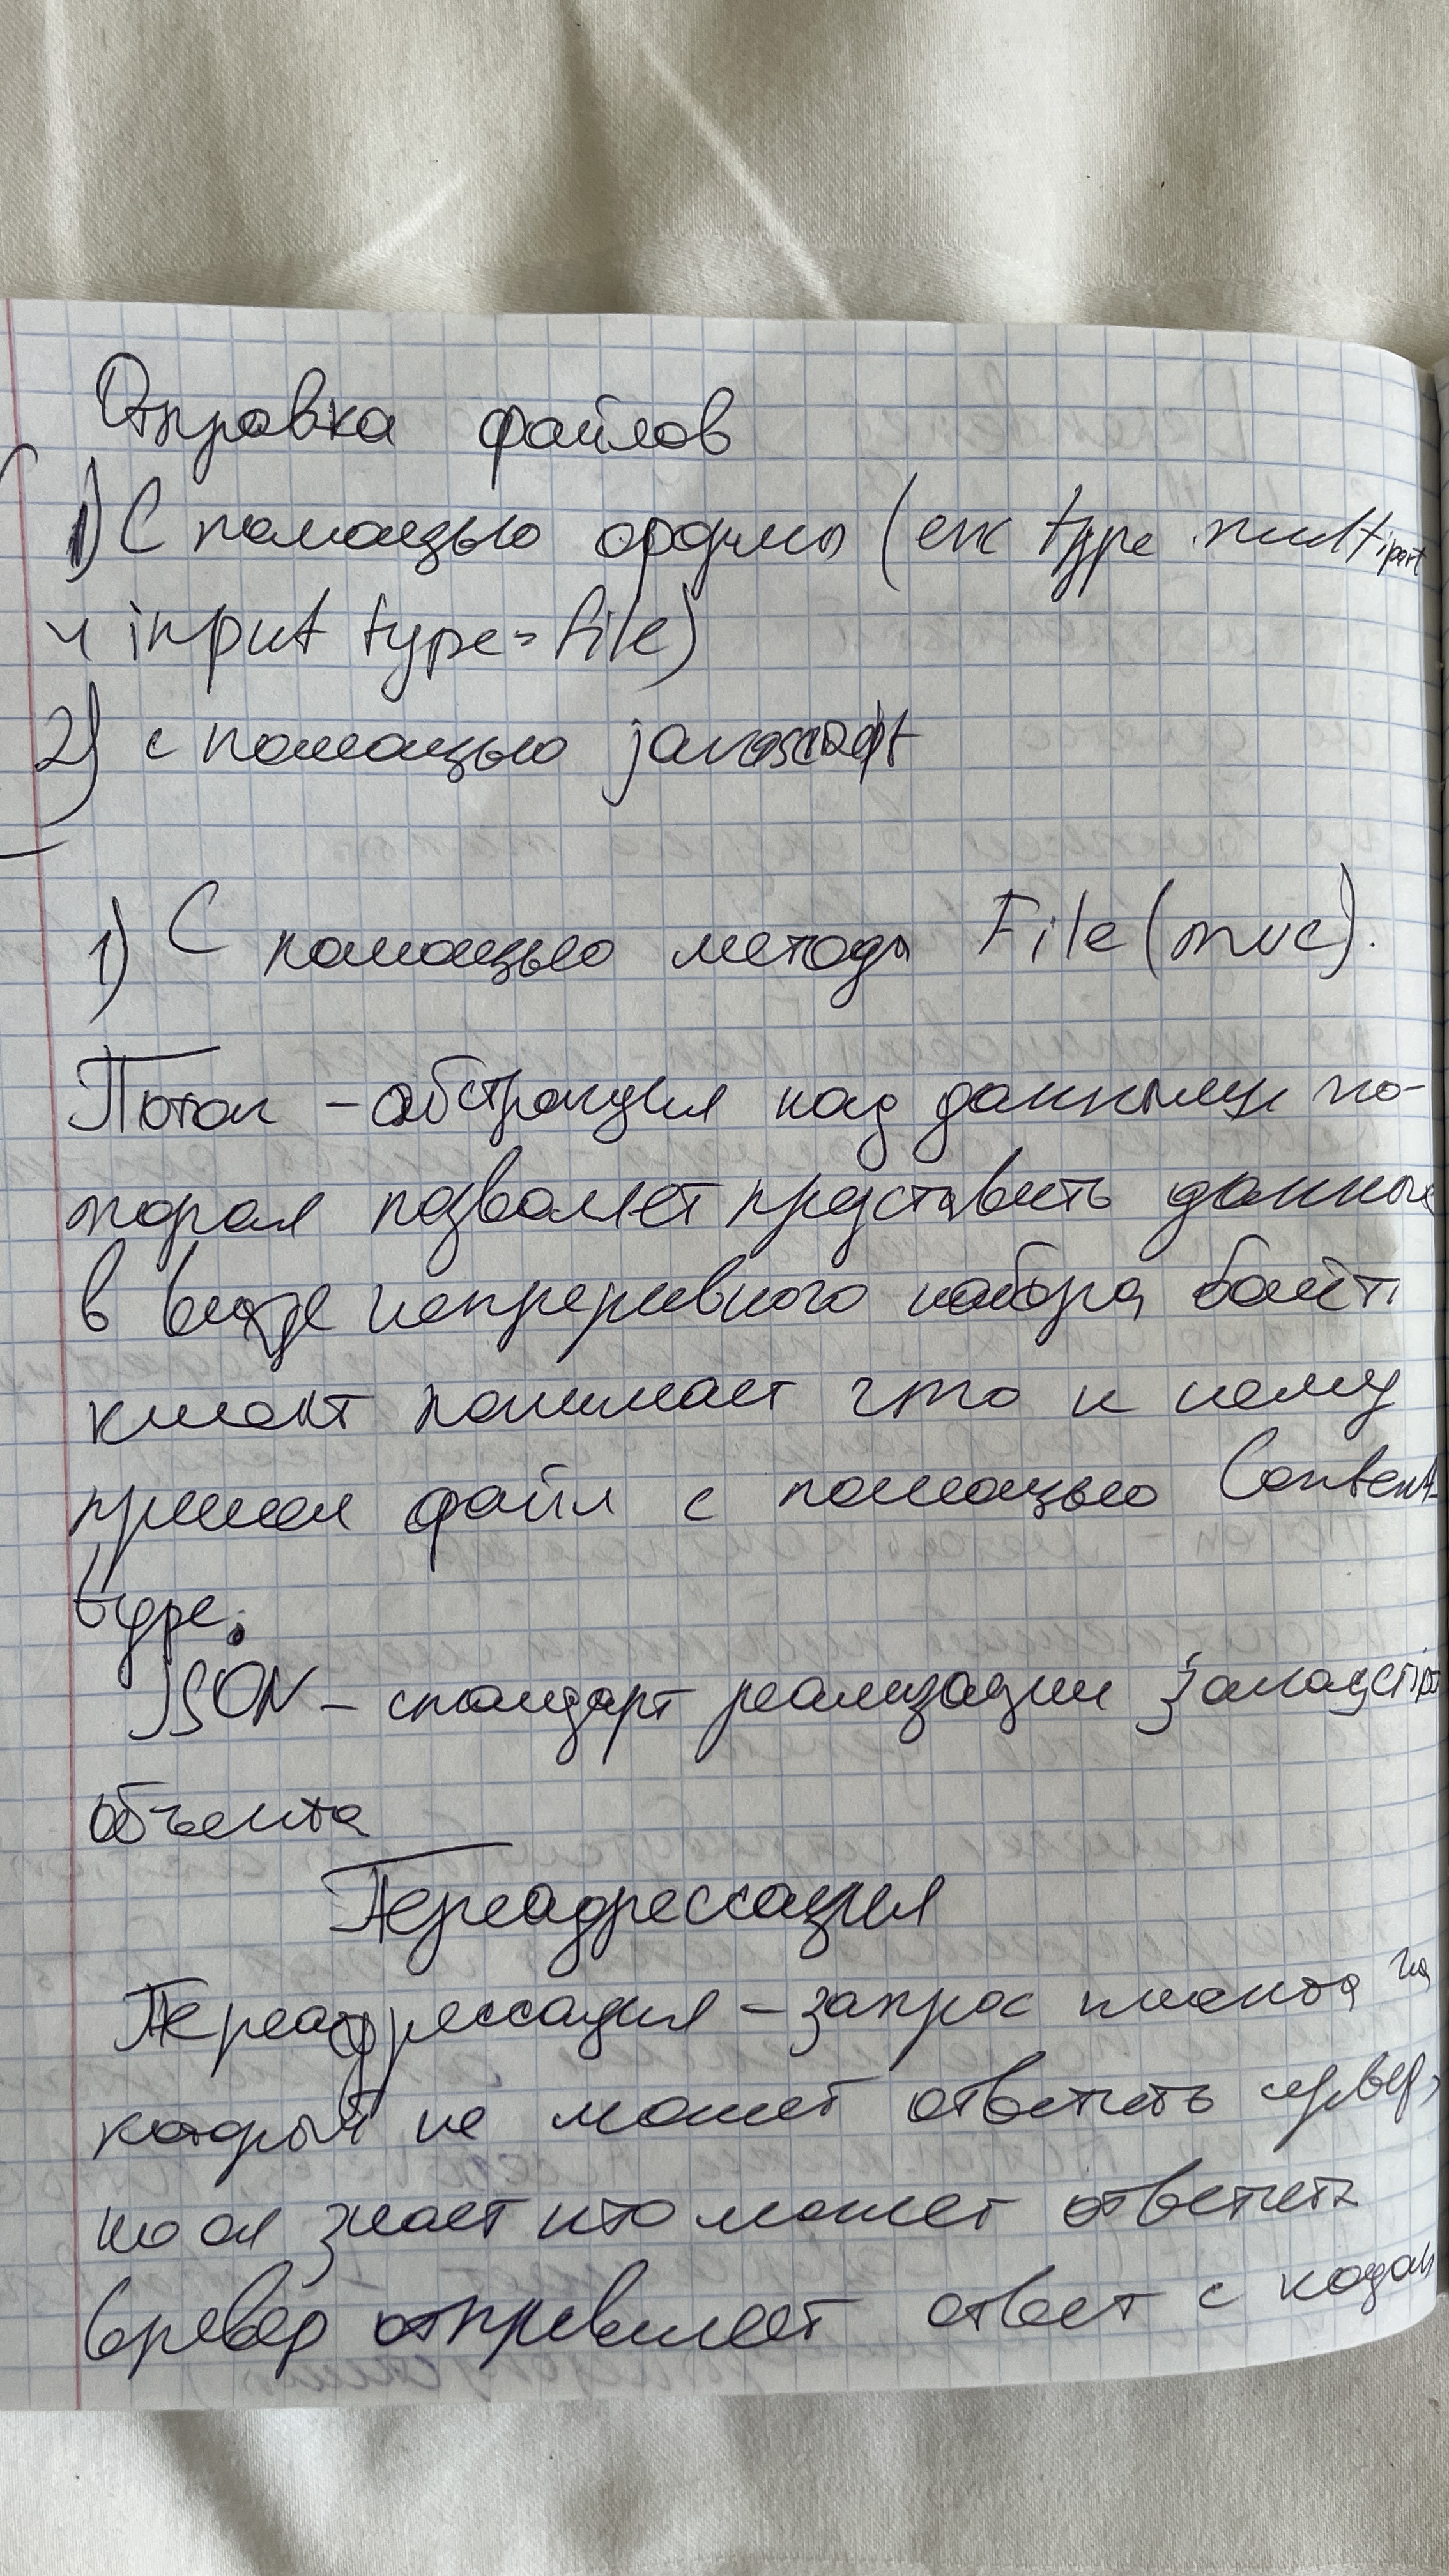 Отправка файлов
1) С помощью формы (enc type multipart
и input type=file)
2) с помощью javascript
1) С помощью метода File(mvc).
Поток – абстракция над данными ко-
торая позволяет представить данные
в виде непрерывного набора байт
клиент понимает что к нему
пришел файл с помощью Content-
type.
JSON – стандарт реализации
объекта
Переадрессация
Переадрессация – запрос клиента на
который не может ответить сервер,
но он знает кто может ответить
Сревер отправляет ответ с кодом